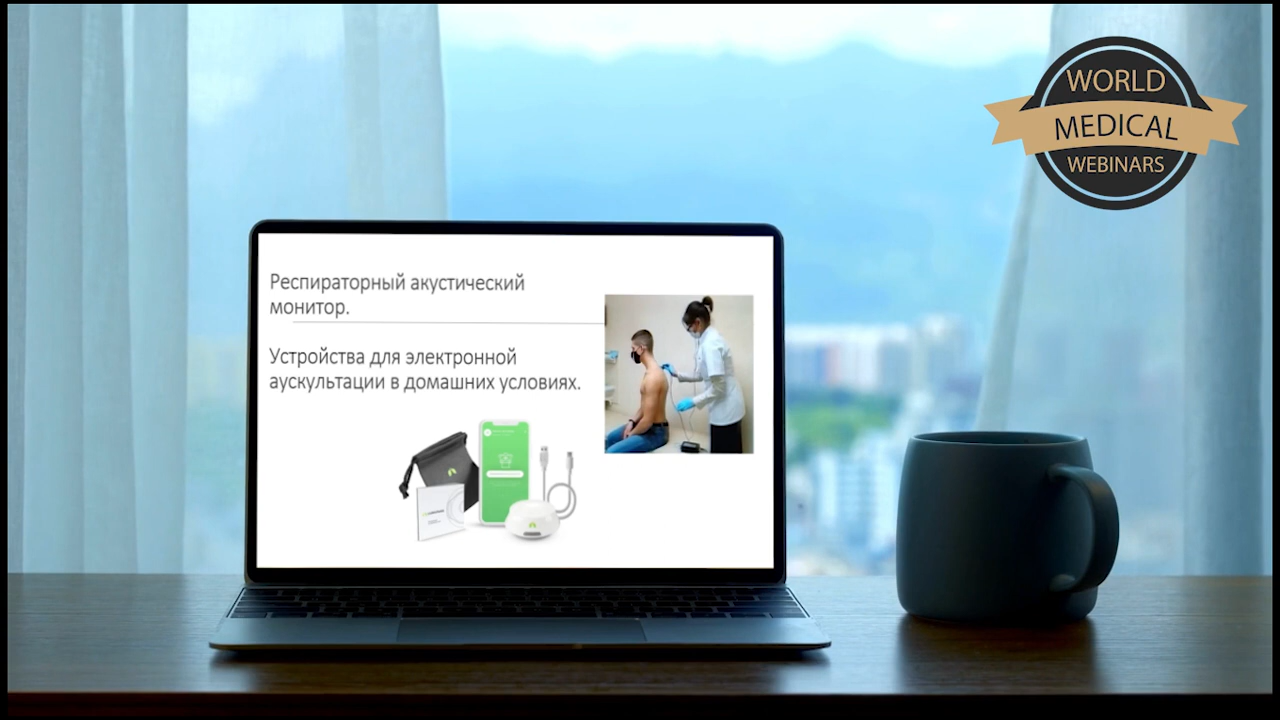 WORLD
MEDICAL
WEBINARS
Респираторный акустический
монитор.
Устройства для электронной
аускультации в домашних условиях.